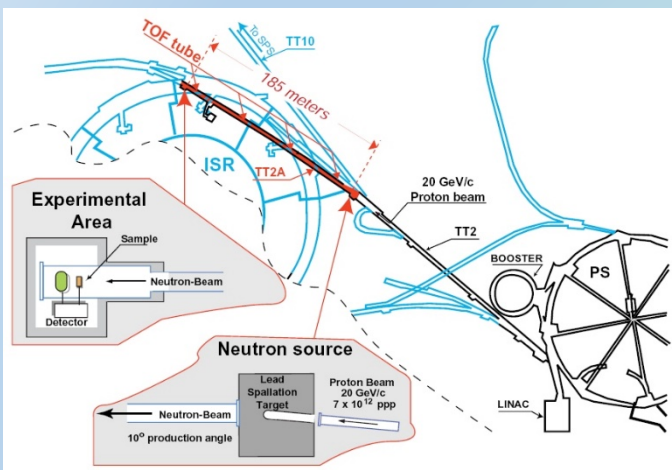 To SPS
TT10
TOF tube
185 meters
ISR
TT2A
20 GeV/c
Proton beam
TT2
BOOSTER
PS
LINAC
Experimental
Area
Sample
Neutron-Beam
Detector
Neutron source
Lead
Spallation
Target
Proton Beam
20 GeV/c
7 x 10¹² ppp
Neutron-Beam
10º production angle